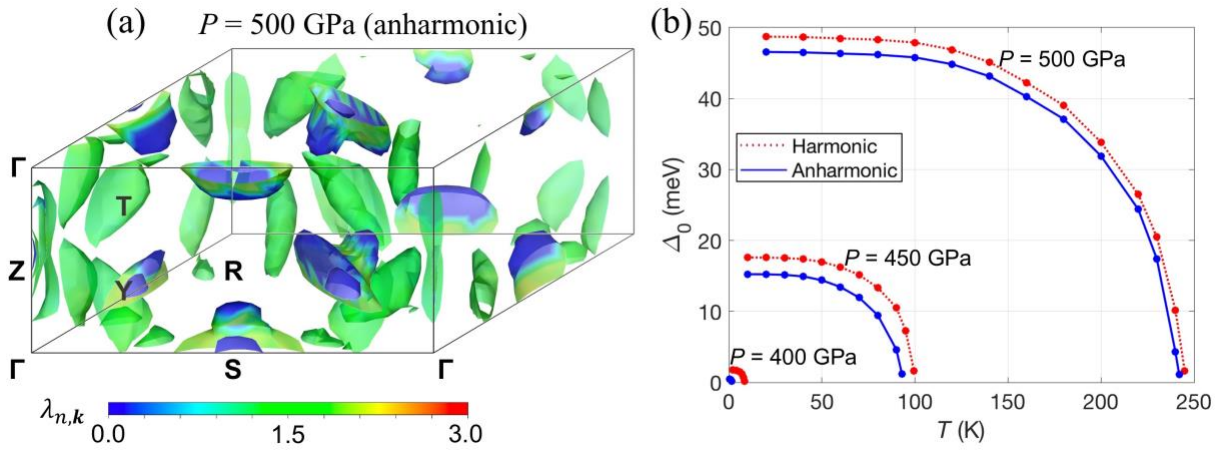 (a) P = 500 GPa (anharmonic)
Γ
T
Z
Y
R
Γ
S
Γ
λn,k
0.0 1.5 3.0
(b)
50
40
30
20
10
0
Δ0 (meV)
P = 500 GPa
Harmonic
Anharmonic
P = 450 GPa
P = 400 GPa
0 50 100 150 200 250
T (K)